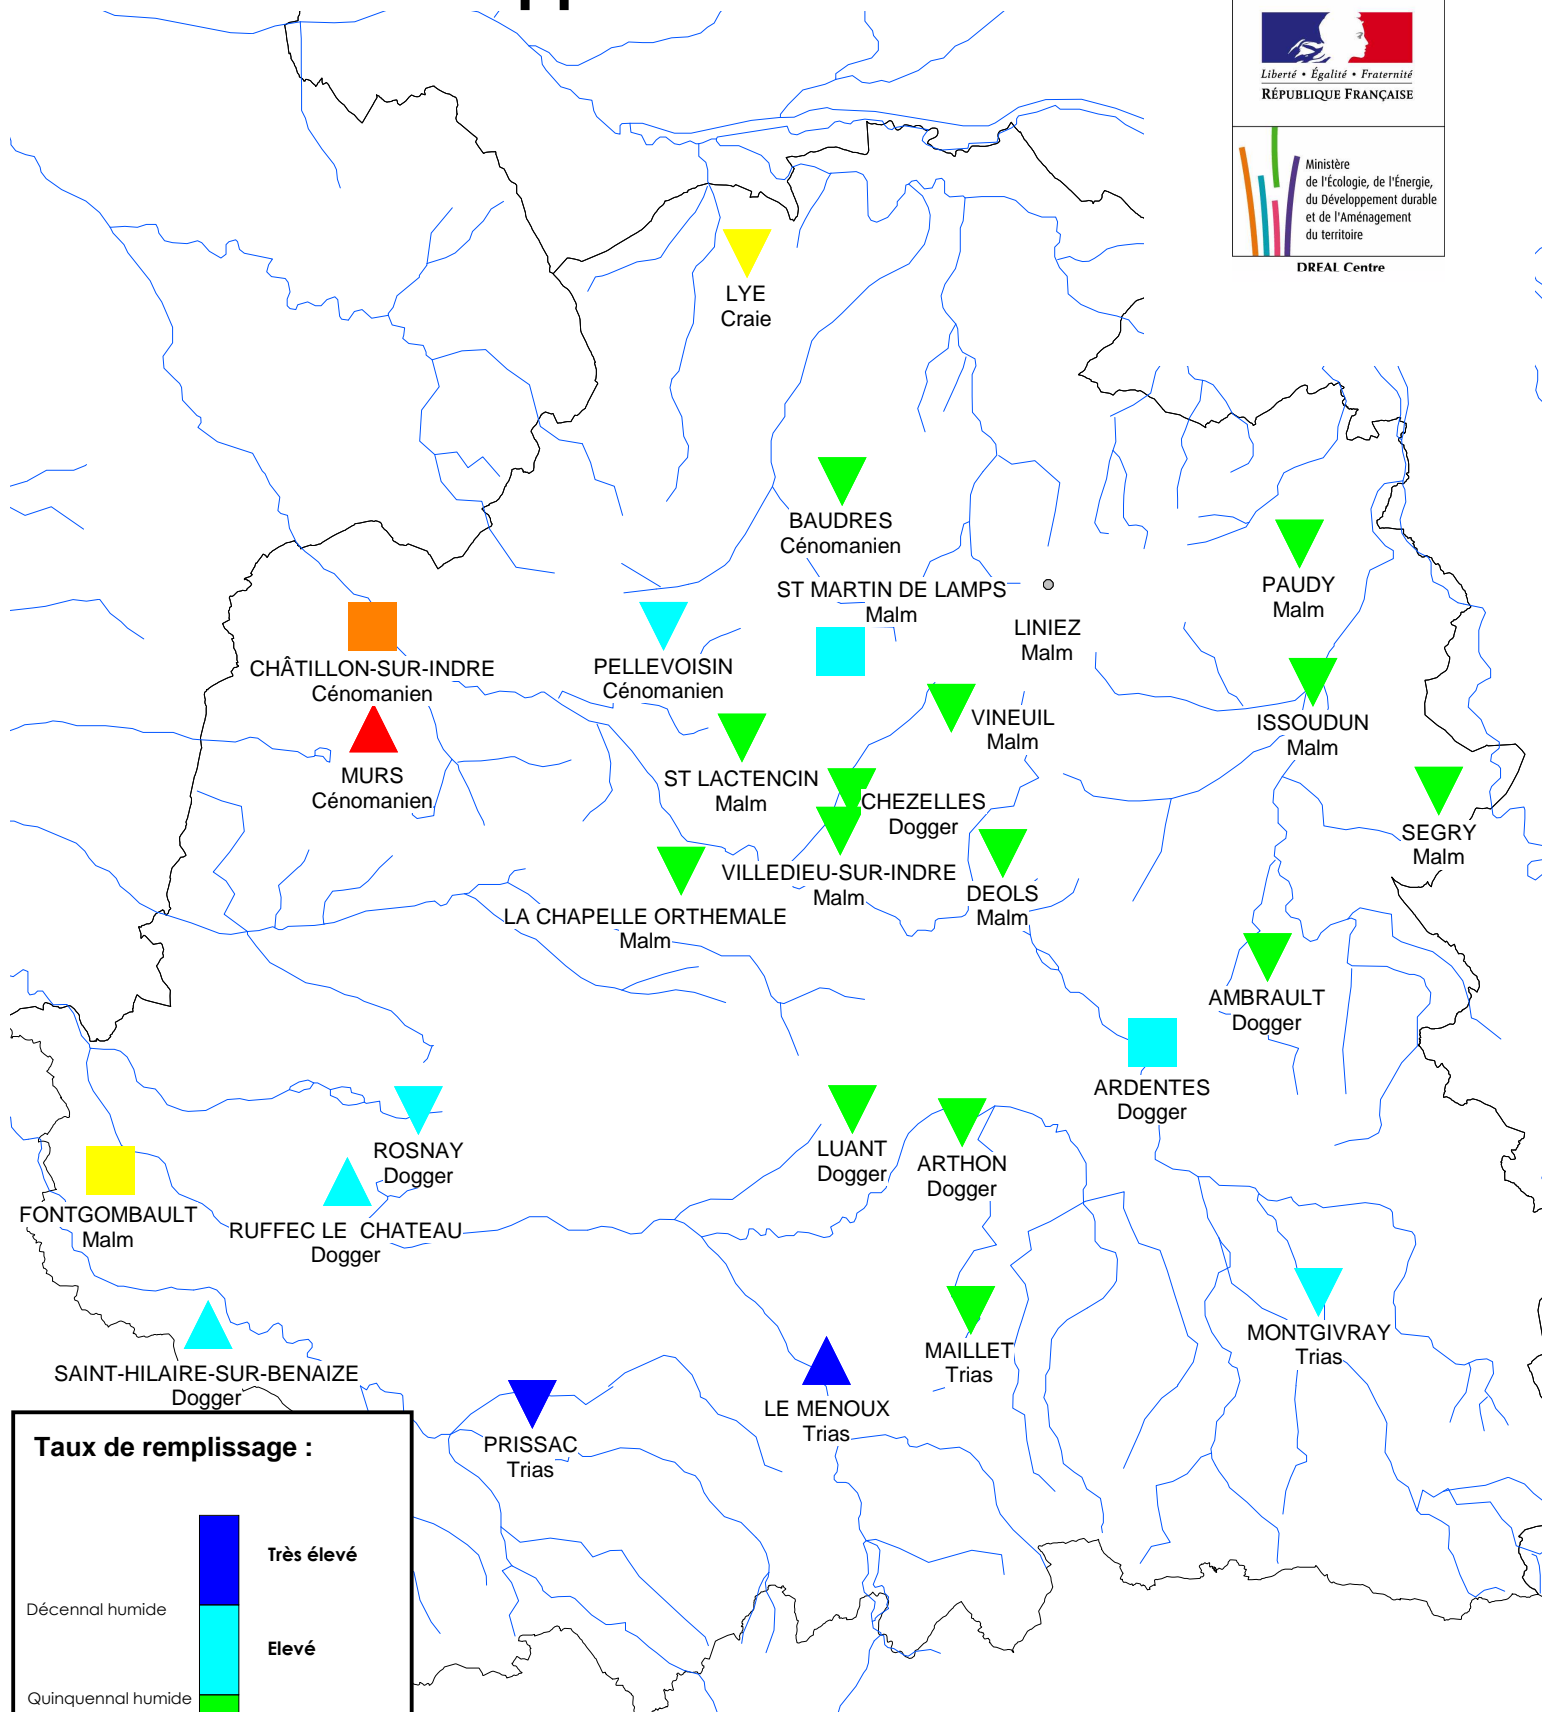 Liberté • Égalité • Fraternité
RÉPUBLIQUE FRANÇAISE
Ministère
de l'Écologie, de l'Énergie,
du Développement durable
et de l'Aménagement
du territoire
DREAL Centre
LYE
Craie
BAUDRES
Cénomanien
PAUDY
Malm
ST MARTIN DE LAMPS
Malm
LINIEZ
Malm
CHÂTILLON-SUR-INDRE
Cénomanien
PELLEVOISIN
Cénomanien
VINEUIL
Malm
ISSOUDUN
Malm
MURS
Cénomanien
ST LACTENCIN
Malm
CHEZELLES
Dogger
SEGRY
Malm
VILLEDIEU-SUR-INDRE
Malm
DEOLS
Malm
LA CHAPELLE ORTHEMALE
Malm
AMBRAULT
Dogger
ARDENTES
Dogger
ROSNAY
Dogger
LUANT
Dogger
ARTHON
Dogger
FONTGOMBAULT
Malm
RUFFEC LE  CHATEAU
Dogger
MONTGIVRAY
Trias
MAILLET
Trias
SAINT-HILAIRE-SUR-BENAIZE
Dogger
LE MENOUX
Trias
PRISSAC
Trias
Taux de remplissage :
Très élevé
Décennal humide
Elevé
Quinquennal humide